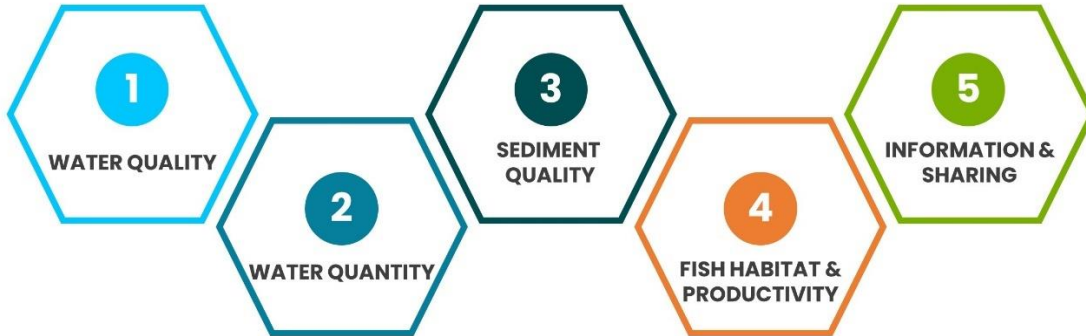 1
WATER QUALITY
2
WATER QUANTITY
3
SEDIMENT
QUALITY
4
FISH HABITAT &
PRODUCTIVITY
5
INFORMATION &
SHARING